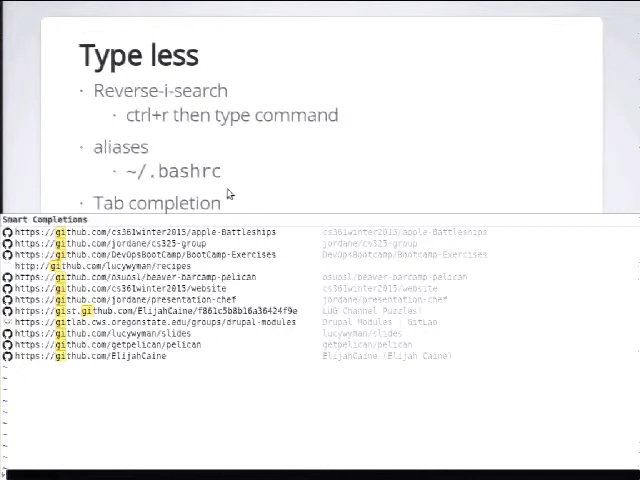 Type less
Reverse-i-search
ctrl+r then type command
aliases
~/.bashrc
Tab completion
Smart Completions
https://github.com/cs361winter2015/apple-Battleships cs361winter2015/apple-Battleships
https://github.com/jordane/cs325-group jordane/cs325-group
https://github.com/DevOpsBootCamp/BootCamp-Exercises DevOpsBootCamp/BootCamp-Exercises
http://github.com/lucywyman/recipes
https://github.com/osuosl/beaver-barcamp-pelican osuosl/beaver-barcamp-pelican
https://github.com/cs361winter2015/website cs361winter2015/website
https://github.com/jordane/presentation-chef jordane/presentation-chef
https://gist.github.com/ElijahCaine/f861c5b8b16a36424f9e LUG Channel Puzzles!
https://gitlab.cws.oregonstate.edu/groups/drupal-modules Drupal Modules | GitLab
https://github.com/lucywyman/slides lucywyman/slides
https://github.com/getpelican/pelican getpelican/pelican
https://github.com/ElijahCaine ElijahCaine (Elijah Caine)
~
~
~
~
~
~
~
~
~